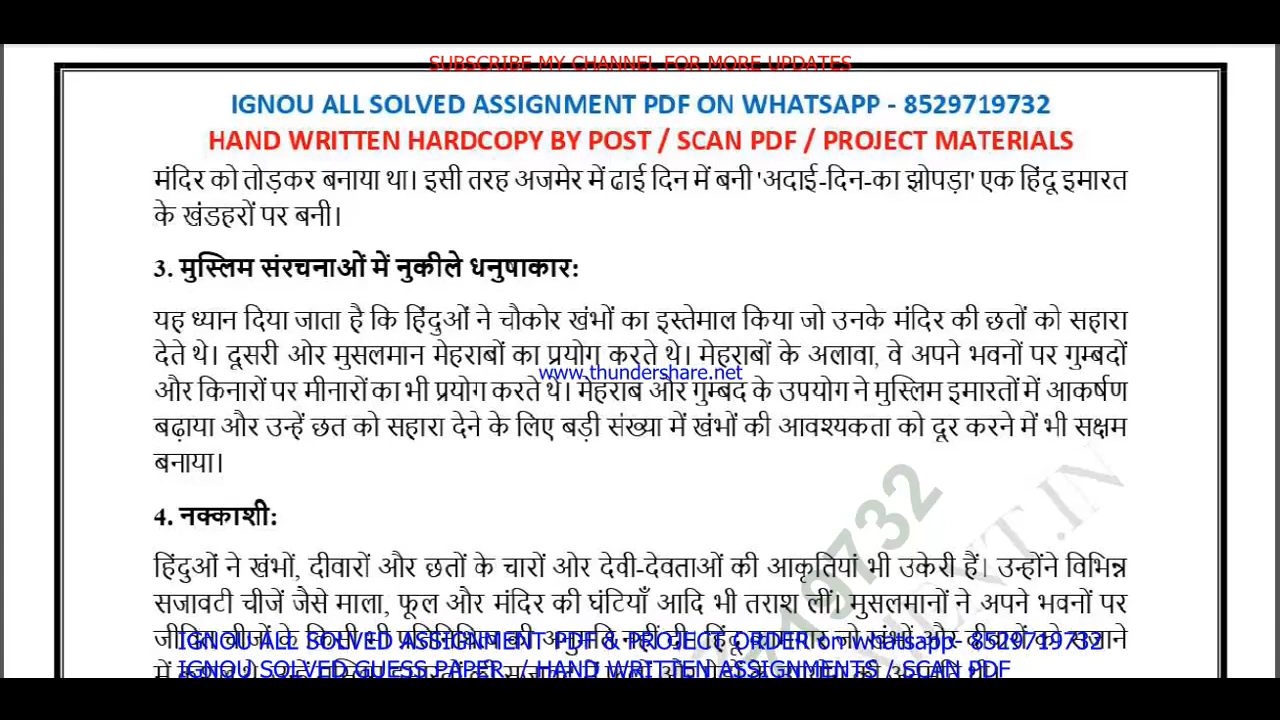 SUBSCRIBE MY CHANNEL FOR MORE UPDATES
IGNOU ALL SOLVED ASSIGNMENT PDF ON WHATSAPP - 8529719732
HAND WRITTEN HARDCOPY BY POST / SCAN PDF / PROJECT MATERIALS
मंदिर को तोड़कर बनाया था। इसी तरह अजमेर में ढाई दिन में बनी 'अदाई-दिन-का झोपड़ा' एक हिंदू इमारत
के खंडहरों पर बनी।
3. मुस्लिम संरचनाओं में नुकीले धनुषाकार:
यह ध्यान दिया जाता है कि हिंदुओं ने चौकोर खंभों का इस्तेमाल किया जो उनके मंदिर की छतों को सहारा
देते थे। दूसरी ओर मुसलमान मेहराबों का प्रयोग करते थे। मेहराबों के अलावा, वे अपने भवनों पर गुम्बदों
www.thundershare.net
और किनारों पर मीनारों का भी प्रयोग करते थे। मेहराब और गुम्बद के उपयोग ने मुस्लिम इमारतों में आकर्षण
बढ़ाया और उन्हें छत को सहारा देने के लिए बड़ी संख्या में खंभों की आवश्यकता को दूर करने में भी सक्षम
बनाया।
4. नक्काशी:
हिंदुओं ने खंभों, दीवारों और छतों के चारों ओर देवी-देवताओं की आकृतियां भी उकेरी हैं। उन्होंने विभिन्न
सजावटी चीजें जैसे माला, फूल और मंदिर की घंटियाँ आदि भी तराश लीं। मुसलमानों ने अपने भवनों पर
IGNOU ALL SOLVED ASSIGNMENT PDF & PROJECT ORDER on whatsapp- 8529719732
IGNOU SOLVED GUESS PAPER / HAND WRITTEN ASSIGNMENTS / SCAN PDF